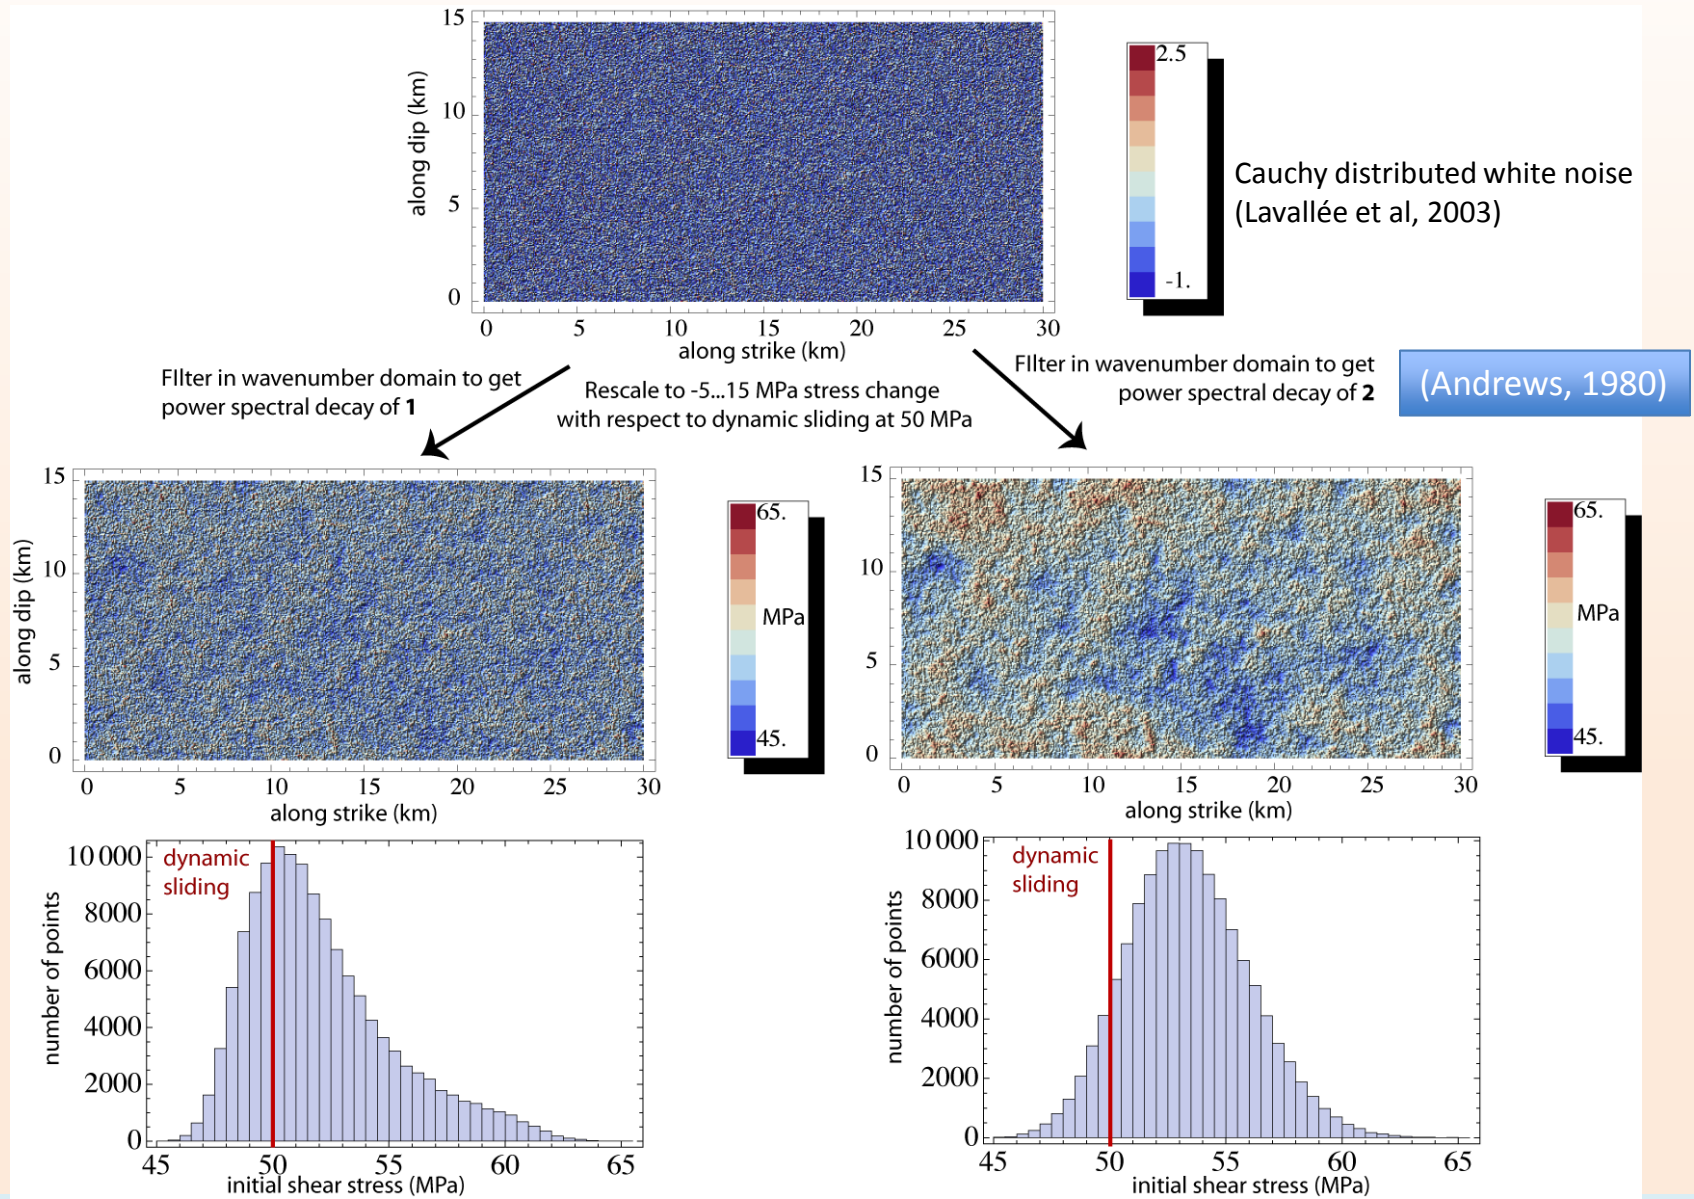 15
10
5
0
along dip (km)
0 5 10 15 20 25 30
along strike (km)
2.5
-1.
Cauchy distributed white noise
(Lavallée et al, 2003)
FIlter in wavenumber domain to get
power spectral decay of 1
Rescale to -5...15 MPa stress change
with respect to dynamic sliding at 50 MPa
FIlter in wavenumber domain to get
power spectral decay of 2
(Andrews, 1980)
15
10
5
0
along dip (km)
0 5 10 15 20 25 30
along strike (km)
65.
MPa
45.
15
10
5
0
0 5 10 15 20 25 30
along strike (km)
65.
MPa
45.
10 000
8000
6000
4000
2000
0
number of points
dynamic
sliding
45 50 55 60 65
initial shear stress (MPa)
10 000
8000
6000
4000
2000
0
number of points
dynamic
sliding
45 50 55 60 65
initial shear stress (MPa)